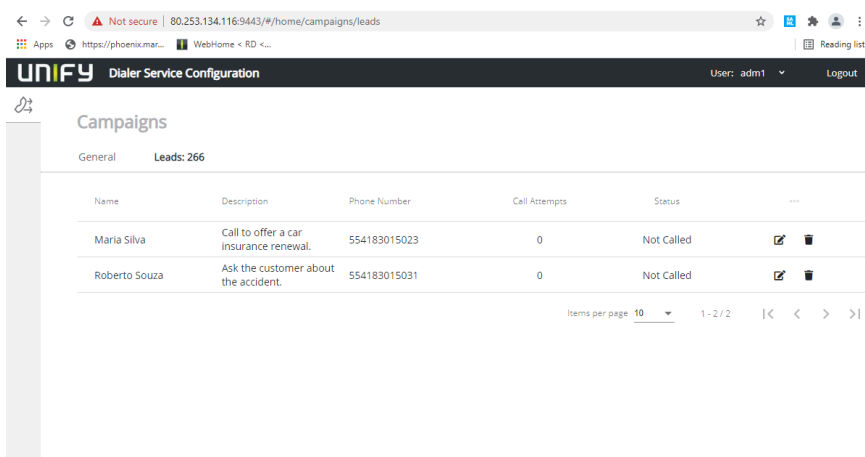 Not secure | 80.253.134.116:9443/#/home/campaigns/leads
Apps https://phoenix.mar... WebHome < RD <... Reading list
UNIFY Dialer Service Configuration User: adm1 Logout
Campaigns
General Leads: 266
Name Description Phone Number Call Attempts Status ...
Maria Silva Call to offer a car 554183015023 0 Not Called
insurance renewal.
Roberto Souza Ask the customer about 554183015031 0 Not Called
the accident.
Items per page 10 1 - 2 / 2